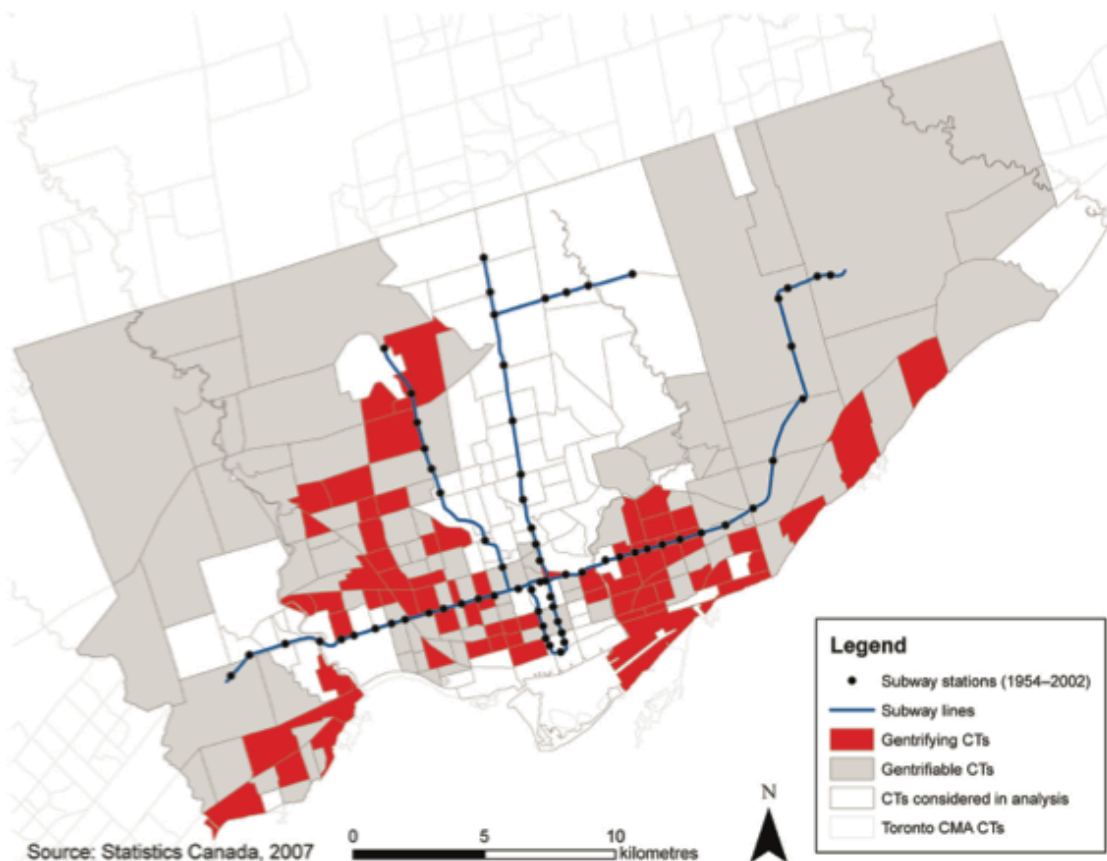 Legend
Subway stations (1954–2002)
Subway lines
Gentrifying CTs
Gentrifiable CTs
CTs considered in analysis
Toronto CMA CTs
N
0 5 10
kilometres
Source: Statistics Canada, 2007